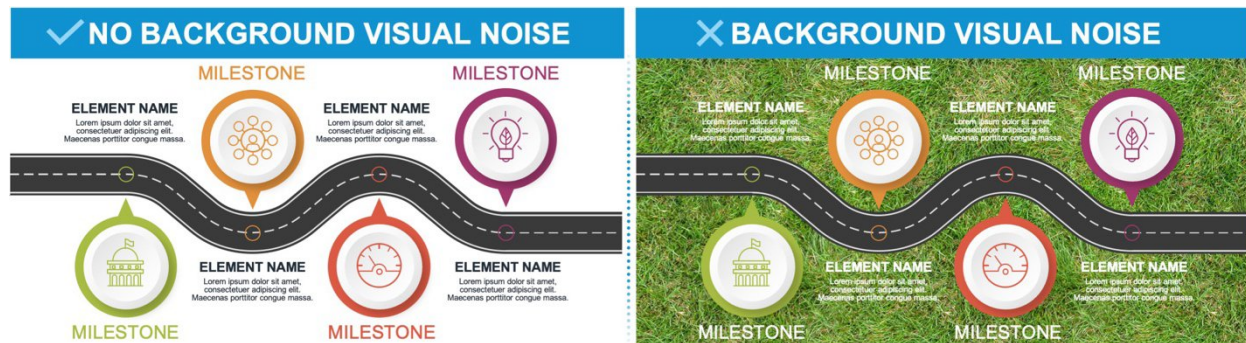 NO BACKGROUND VISUAL NOISE
MILESTONE
MILESTONE
ELEMENT NAME
Lorem ipsum dolor sit amet,
consectetuer adipiscing elit.
Maecenas porttitor congue massa.
ELEMENT NAME
Lorem ipsum dolor sit amet,
consectetuer adipiscing elit.
Maecenas porttitor congue massa.
ELEMENT NAME
Lorem ipsum dolor sit amet,
consectetuer adipiscing elit.
Maecenas porttitor congue massa.
ELEMENT NAME
Lorem ipsum dolor sit amet,
consectetuer adipiscing elit.
Maecenas porttitor congue massa.
MILESTONE
MILESTONE
BACKGROUND VISUAL NOISE
MILESTONE
MILESTONE
ELEMENT NAME
Lorem ipsum dolor sit amet,
consectetuer adipiscing elit.
Maecenas porttitor congue massa.
ELEMENT NAME
Lorem ipsum dolor sit amet,
consectetuer adipiscing elit.
Maecenas porttitor congue massa.
ELEMENT NAME
Lorem ipsum dolor sit amet,
consectetuer adipiscing elit.
Maecenas porttitor congue massa.
ELEMENT NAME
Lorem ipsum dolor sit amet,
consectetuer adipiscing elit.
Maecenas porttitor congue massa.
MILESTONE
MILESTONE